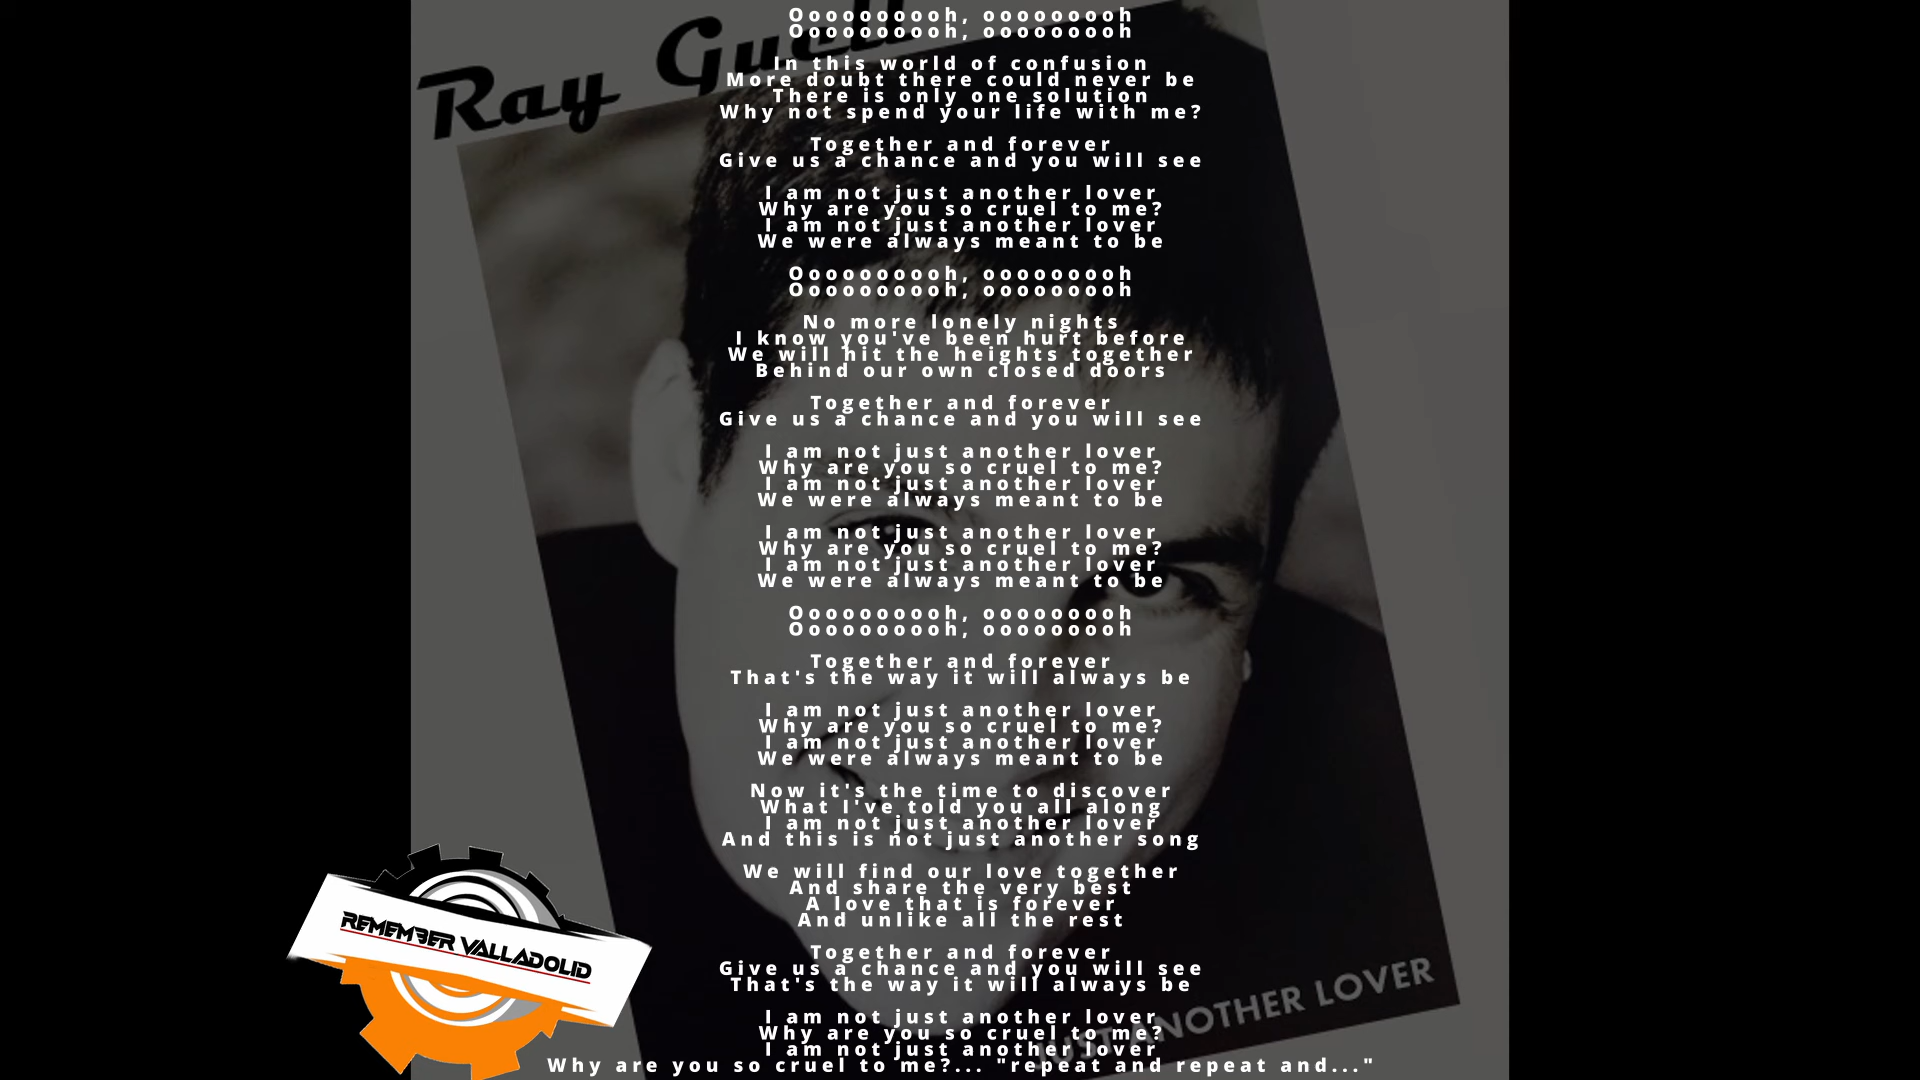 Ray Guell
Ooooooooooh, ooooooooh
Ooooooooooh, ooooooooh
In this world of confusion
More doubt there could never be
There is only one solution
Why not spend your life with me?
Together and forever
Give us a chance and you will see
I am not just another lover
Why are you so cruel to me?
I am not just another lover
We were always meant to be
Ooooooooooh, ooooooooh
Ooooooooooh, ooooooooh
No more lonely nights
I know you've been hurt before
We will hit the heights together
Behind our own closed doors
Together and forever
Give us a chance and you will see
I am not just another lover
Why are you so cruel to me?
I am not just another lover
We were always meant to be
I am not just another lover
Why are you so cruel to me?
I am not just another lover
We were always meant to be
Ooooooooooh, ooooooooh
Ooooooooooh, ooooooooh
Together and forever
That's the way it will always be
I am not just another lover
Why are you so cruel to me?
I am not just another lover
We were always meant to be
Now it's the time to discover
What I've told you all along
I am not just another lover
And this is not just another song
We will find our love together
And share the very best
A love that is forever
And unlike all the rest
Together and forever
Give us a chance and you will see
That's the way it will always be
I am not just another lover
Why are you so cruel to me?
I am not just another lover
Why are you so cruel to me?... "repeat and repeat and..."
REMEMBER VALLADOLID
JUST ANOTHER LOVER